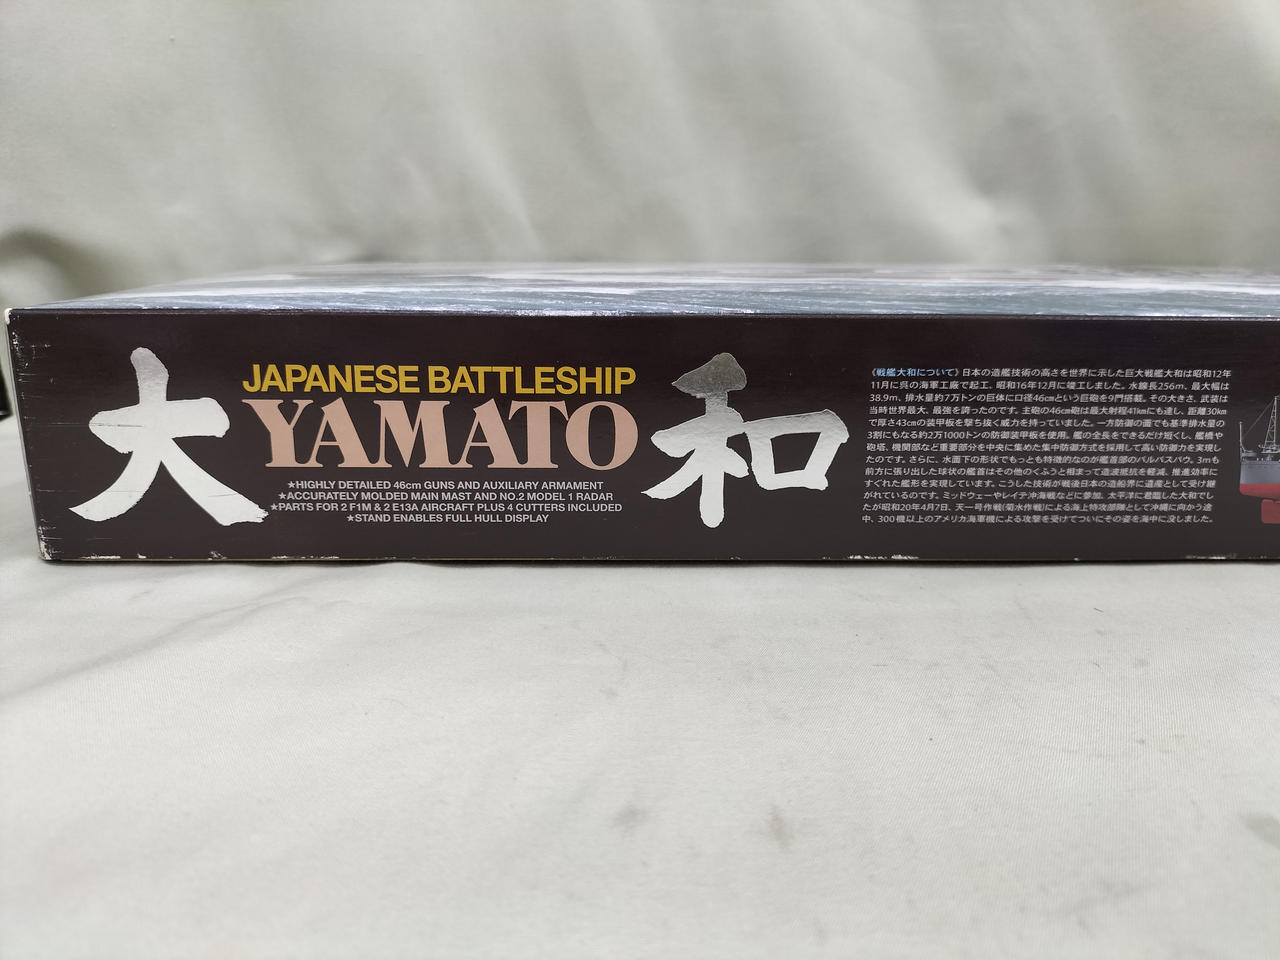 大和
JAPANESE BATTLESHIP
YAMATO
★HIGHLY DETAILED 46cm GUNS AND AUXILIARY ARMAMENT
★ACCURATELY MOLDED MAIN MAST AND NO.2 MODEL 1 RADAR
★PARTS FOR 2 F1M & 2 E13A AIRCRAFT PLUS 4 CUTTERS INCLUDED
★STAND ENABLES FULL HULL DISPLAY
《戦艦大和について》日本の造艦技術の高さを世界に示した巨大戦艦大和は昭和12年
11月に呉の海軍工廠で起工、昭和16年12月に竣工しました。水線長256m、最大幅は
38.9m、排水量約7万トンの巨体に口径46cmという巨砲を9門搭載。その大きさ、武装は
当時世界最大、最強を誇ったのです。主砲の46cm砲は最大射程41kmにも達し、距離30km
で厚さ43cmの装甲板を撃ち抜く威力を持っていました。一方防御の面でも基準排水量の
3割にもなる約2万1000トンの防御装甲板を使用。艦の全長をできるだけ短くし、艦橋や
砲塔、機関部など重要部分を中央に集めた集中防御方式を採用して高い防御力を実現し
たのです。さらに、水面下の形状でもっとも特徴的なのが艦首部のバルバスバウ。3mも
前方に張り出した球状の艦首はその他のくふうと相まって造波抵抗を軽減、推進効率に
すぐれた艦形を実現しています。こうした技術が戦後日本の造船界に遺産として受け継
がれているのです。ミッドウェーやレイテ沖海戦などに参加、太平洋に君臨した大和でし
たが昭和20年4月7日、天一号作戦(菊水作戦)による海上特攻部隊として沖縄に向かう途
中、300機以上のアメリカ海軍機による攻撃を受けてついにその姿を海中に没しました。